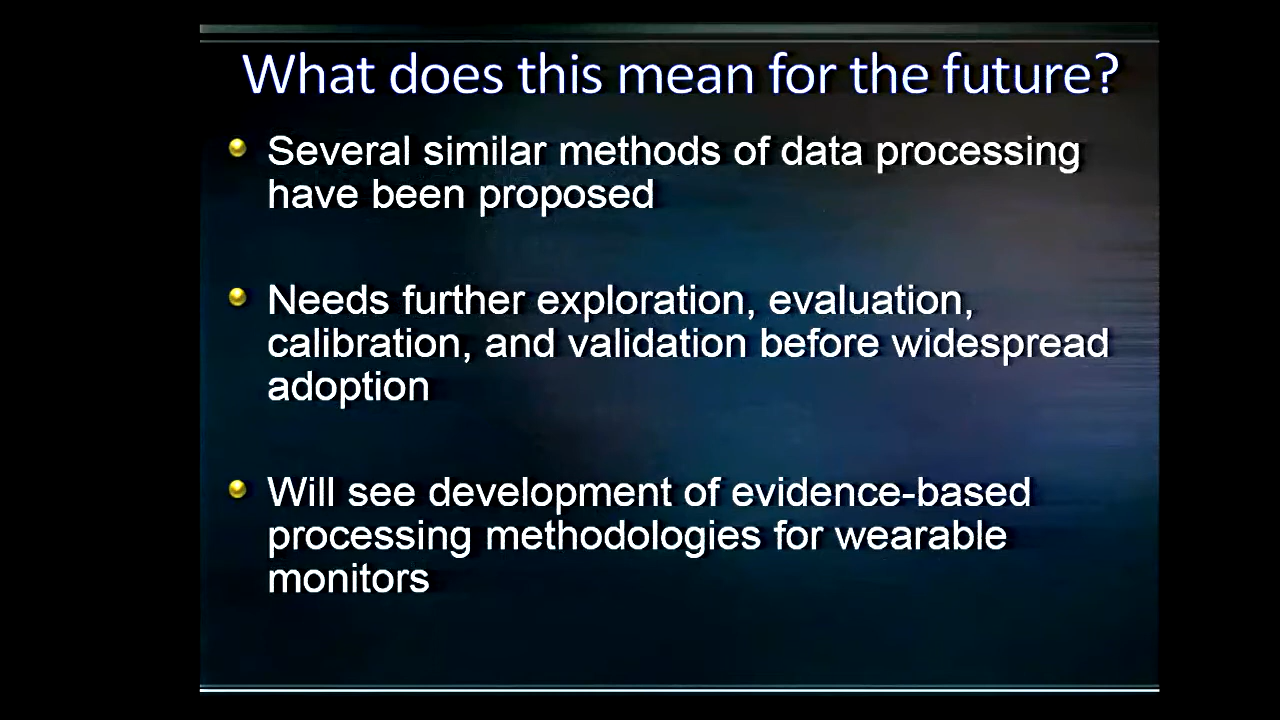 What does this mean for the future?
Several similar methods of data processing
have been proposed
Needs further exploration, evaluation,
calibration, and validation before widespread
adoption
Will see development of evidence-based
processing methodologies for wearable
monitors